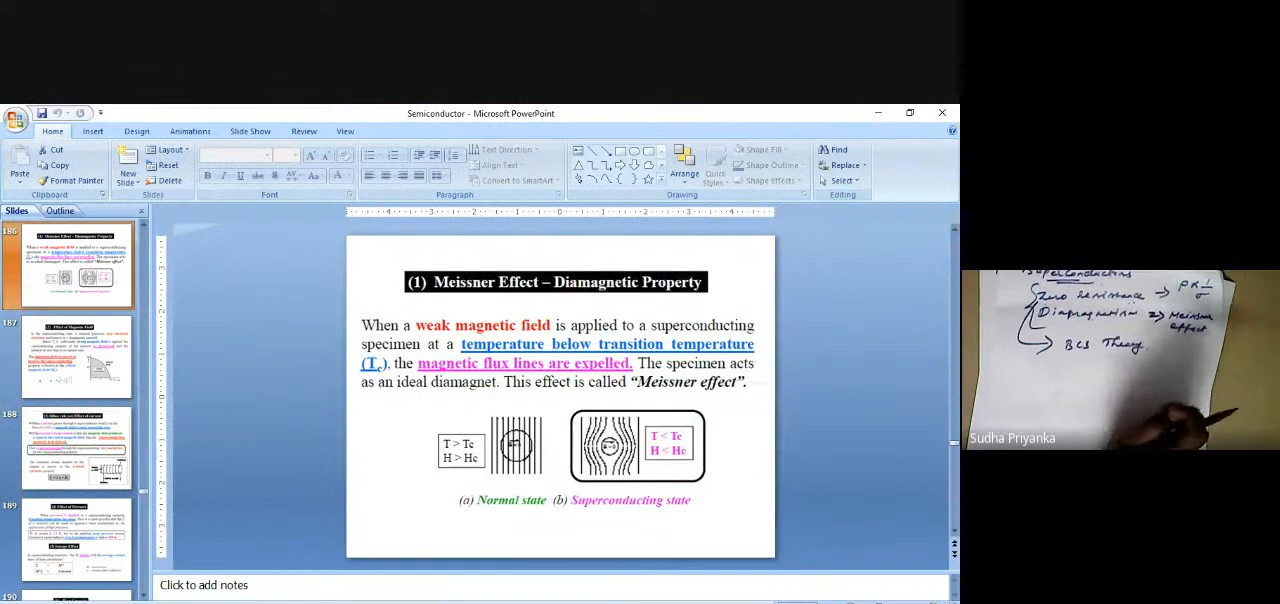 Semiconductor - Microsoft PowerPoint
Home Insert Design Animations Slide Show Review View
Paste
Cut
Copy
Format Painter
Clipboard
New Slide
Layout
Reset
Delete
Slides
Font
Paragraph
Text Direction
Align Text
Convert to SmartArt
Arrange
Quick Styles
Shape Fill
Shape Outline
Shape Effects
Drawing
Find
Replace
Select
Editing
Slides Outline
186
187
188
189
190
(1) Meissner Effect – Diamagnetic Property
When a weak magnetic field is applied to a superconducting
specimen at a temperature below transition temperature
(Tc), the magnetic flux lines are expelled. The specimen acts
as an ideal diamagnet. This effect is called “Meissner effect”.
T > Tc
H > Hc
T < Tc
H < Hc
(a) Normal state (b) Superconducting state
Click to add notes
Superconductors
Zero resistance → ρ α 1/σ
Diamagnetism ⇒ Meissner
effect
BCS Theory.
Sudha Priyanka